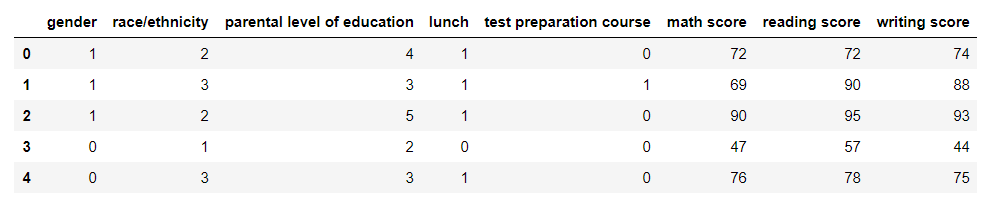 gender race/ethnicity parental level of education lunch test preparation course math score reading score writing score
0 1 2 4 1 0 72 72 74
1 1 3 3 1 1 69 90 88
2 1 2 5 1 0 90 95 93
3 0 1 2 0 0 47 57 44
4 0 3 3 1 0 76 78 75